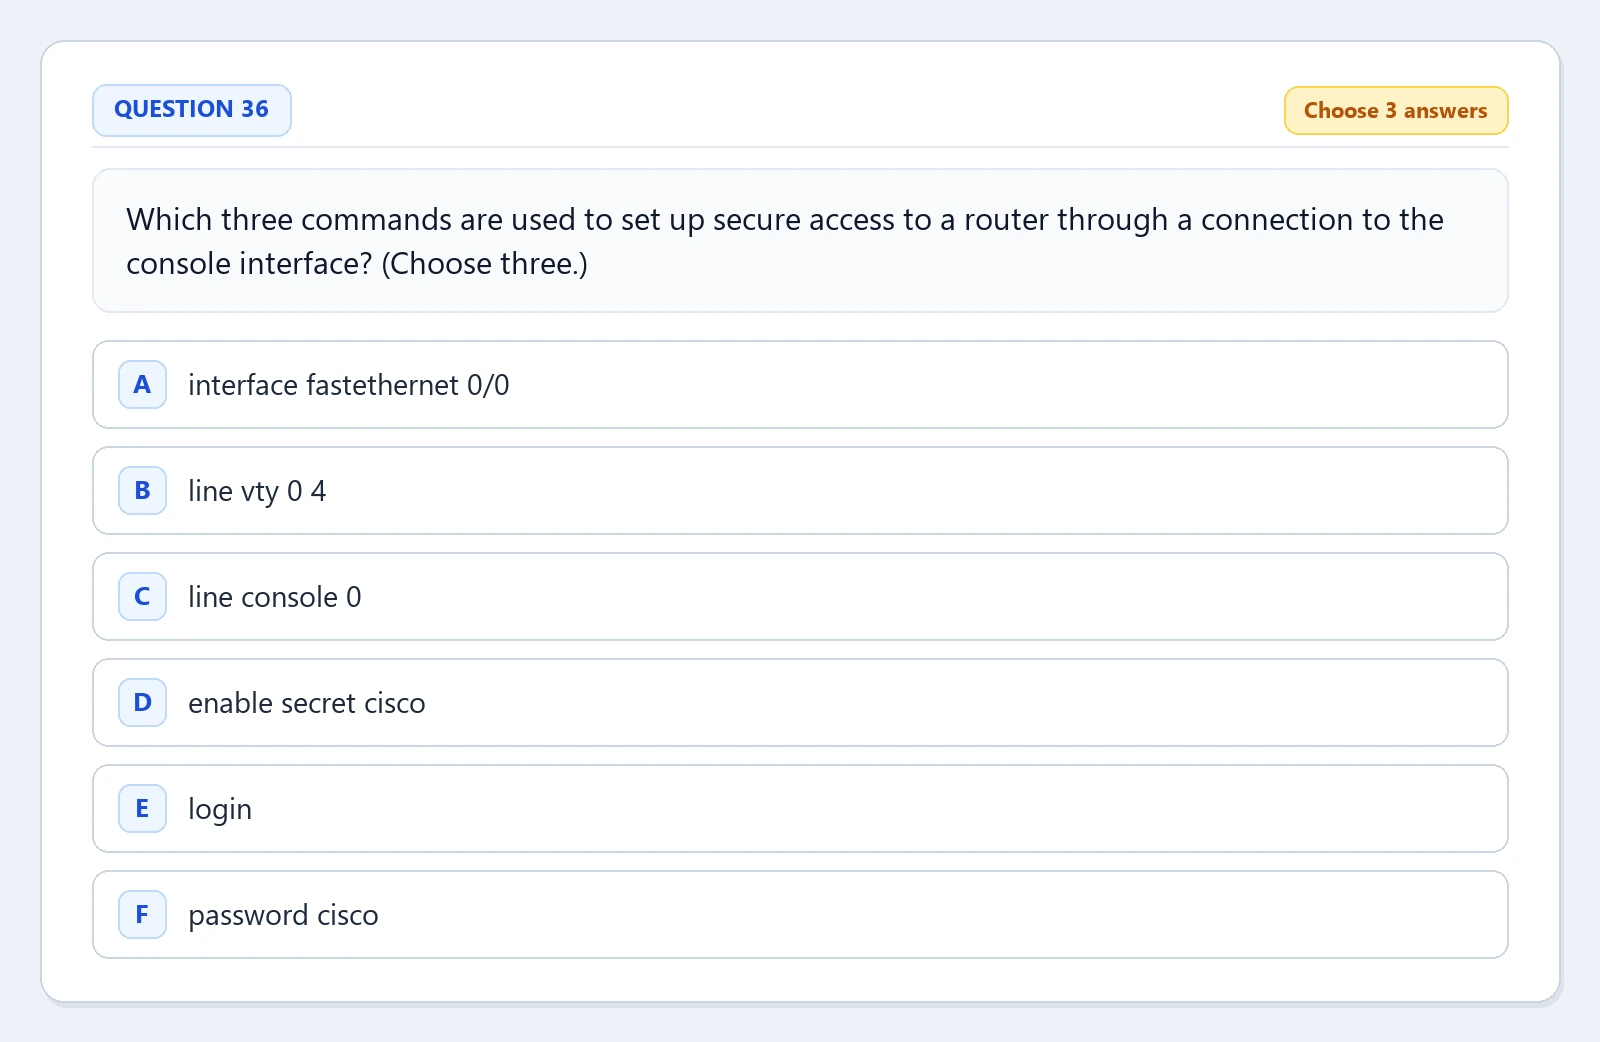 QUESTION 36
Choose 3 answers
Which three commands are used to set up secure access to a router through a connection to the
console interface? (Choose three.)
A interface fastethernet 0/0
B line vty 0 4
C line console 0
D enable secret cisco
E login
F password cisco